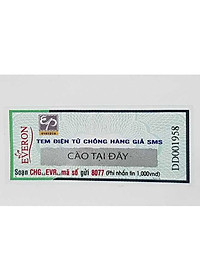 EVERON
TEM ĐIỆN TỬ CHỐNG HÀNG GIẢ SMS
CÀO TẠI ĐÂY
Soạn CHG␣EVR␣mã số gửi 8077 (Phí nhắn tin 1,000vnd)
DD001958